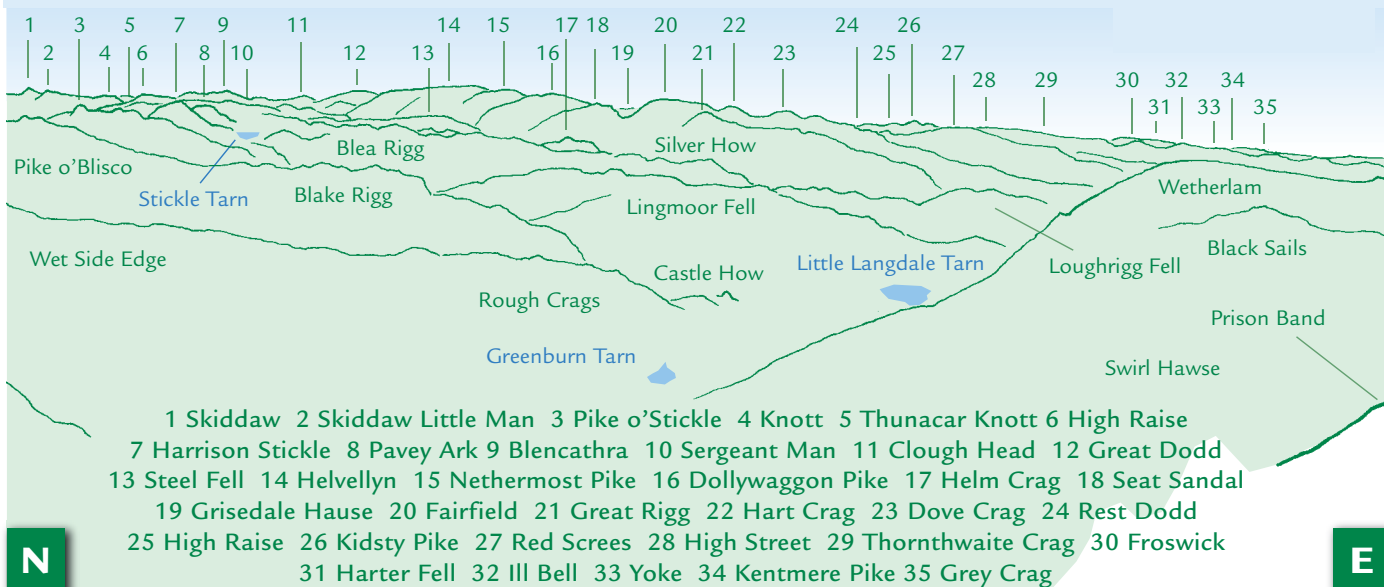 1 3 5 7 9 11 14 15 17 18 20 22 24 26
2 4 6 8 10 12 13 16 19 21 23 25 27 28 29 30 32 34
31 33 35
Pike o'Blisco
Blea Rigg
Silver How
Stickle Tarn
Blake Rigg
Lingmoor Fell
Wetherlam
Wet Side Edge
Castle How
Little Langdale Tarn
Loughrigg Fell
Black Sails
Rough Crags
Prison Band
Greenburn Tarn
Swirl Hawse
1 Skiddaw 2 Skiddaw Little Man 3 Pike o'Stickle 4 Knott 5 Thunacar Knott 6 High Raise
7 Harrison Stickle 8 Pavey Ark 9 Blencathra 10 Sergeant Man 11 Clough Head 12 Great Dodd
13 Steel Fell 14 Helvellyn 15 Nethermost Pike 16 Dollywaggon Pike 17 Helm Crag 18 Seat Sandal
19 Grisedale Hause 20 Fairfield 21 Great Rigg 22 Hart Crag 23 Dove Crag 24 Rest Dodd
25 High Raise 26 Kidsty Pike 27 Red Screes 28 High Street 29 Thornthwaite Crag 30 Froswick
31 Harter Fell 32 Ill Bell 33 Yoke 34 Kentmere Pike 35 Grey Crag
N
E